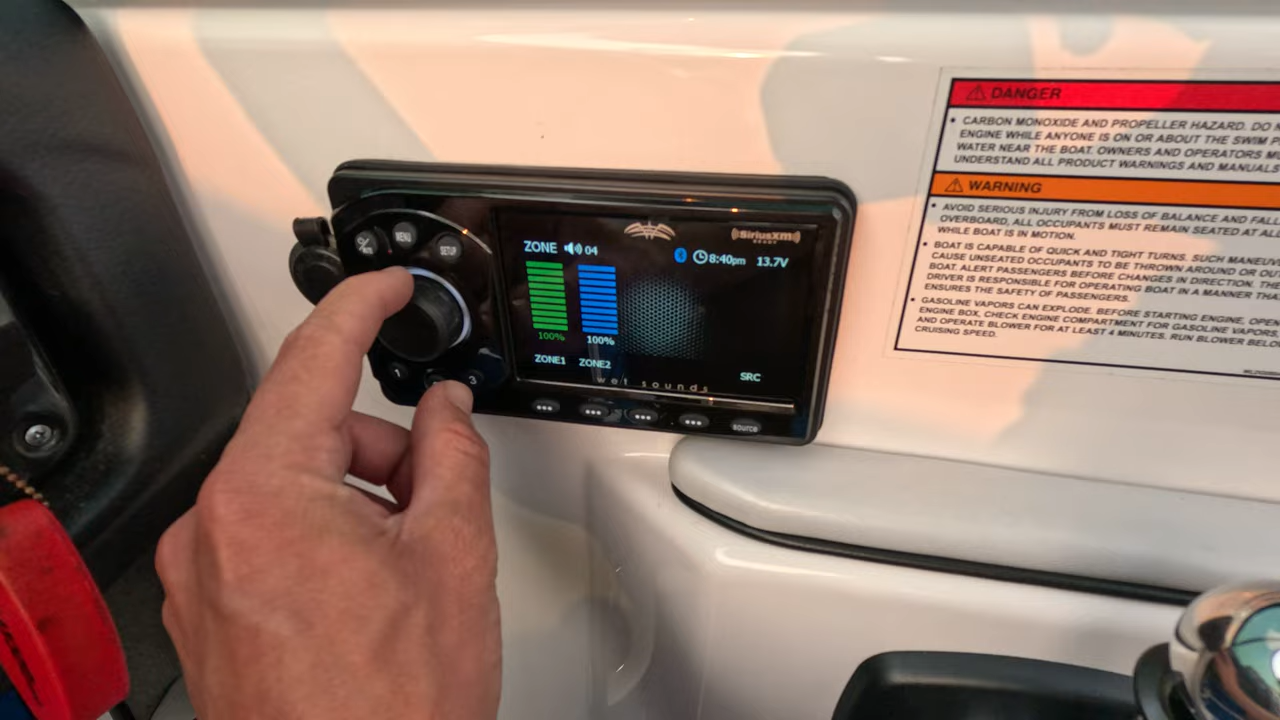 MENU
SETUP
ZONE 04
SiriusXM
READY
8:40pm 13.7V
100% 100%
ZONE1 ZONE2
SRC
wet sounds
1
3
source
DANGER
• CARBON MONOXIDE AND PROPELLER HAZARD. DO
ENGINE WHILE ANYONE IS ON OR ABOUT THE SWIM
WATER NEAR THE BOAT. OWNERS AND OPERATORS
UNDERSTAND ALL PRODUCT WARNINGS AND MANUALS
WARNING
• AVOID SERIOUS INJURY FROM LOSS OF BALANCE AND
OVERBOARD, ALL OCCUPANTS MUST REMAIN SEATED AT
WHILE BOAT IS IN MOTION.
• BOAT IS CAPABLE OF QUICK AND TIGHT TURNS. SUCH
CAUSE UNSEATED OCCUPANTS TO BE THROWN AROUND OR
BOAT. ALERT PASSENGERS BEFORE CHANGES IN DIRECTION.
DRIVER IS RESPONSIBLE FOR OPERATING BOAT IN A MANNER
ENSURES THE SAFETY OF PASSENGERS.
• GASOLINE VAPORS CAN EXPLODE. BEFORE STARTING ENGINE,
ENGINE BOX, CHECK ENGINE COMPARTMENT FOR GASOLINE VAPORS
AND OPERATE BLOWER FOR AT LEAST 4 MINUTES. RUN BLOWER
CRUISING SPEED.